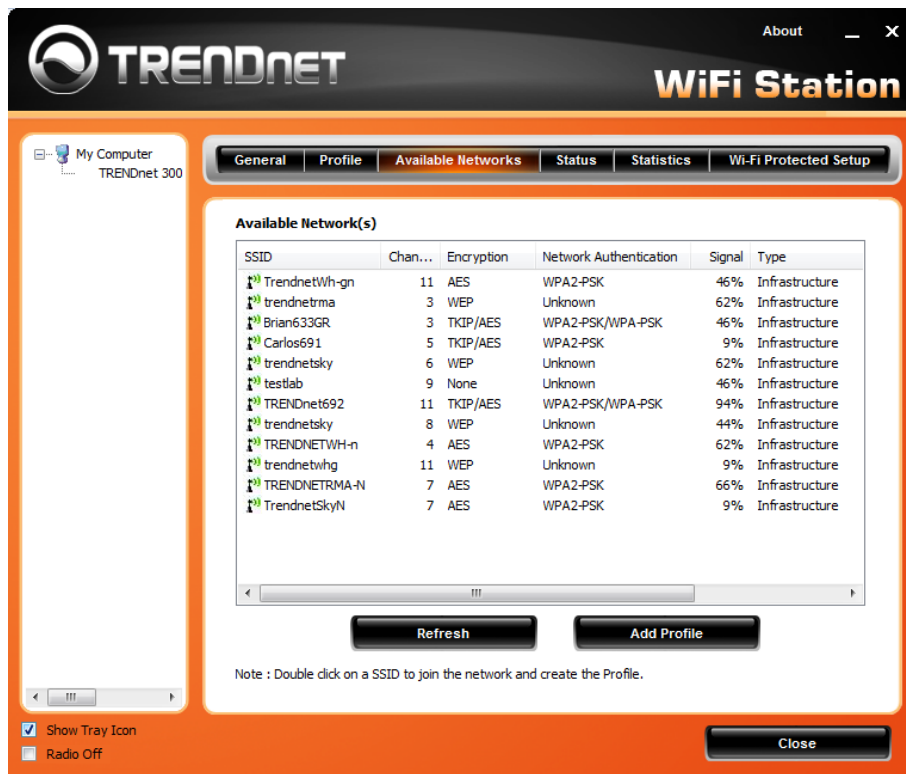 About
TRENDNET
WiFi Station
My Computer
TRENDnet 300
General Profile Available Networks Status Statistics Wi-Fi Protected Setup
Available Network(s)
SSID Chan... Encryption Network Authentication Signal Type
TrendnetWh-gn 11 AES WPA2-PSK 46% Infrastructure
trendnetrma 3 WEP Unknown 62% Infrastructure
Brian633GR 3 TKIP/AES WPA2-PSK/WPA-PSK 46% Infrastructure
Carlos691 5 TKIP/AES WPA2-PSK 9% Infrastructure
trendnetsky 6 WEP Unknown 62% Infrastructure
testlab 9 None Unknown 46% Infrastructure
TRENDnet692 11 TKIP/AES WPA2-PSK/WPA-PSK 94% Infrastructure
trendnetsky 8 WEP Unknown 44% Infrastructure
TRENDNETWH-n 4 AES WPA2-PSK 62% Infrastructure
trendnetwhg 11 WEP Unknown 9% Infrastructure
TRENDNETRMA-N 7 AES WPA2-PSK 66% Infrastructure
TrendnetSkyN 7 AES WPA2-PSK 9% Infrastructure
Refresh Add Profile
Note : Double click on a SSID to join the network and create the Profile.
Show Tray Icon
Radio Off
Close